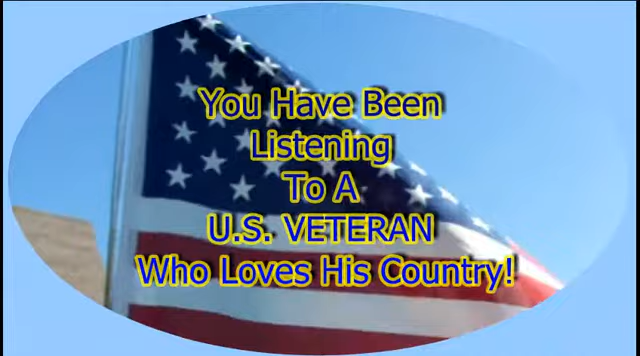 You Have Been
Listening
To A
U.S. VETERAN
Who Loves His Country!